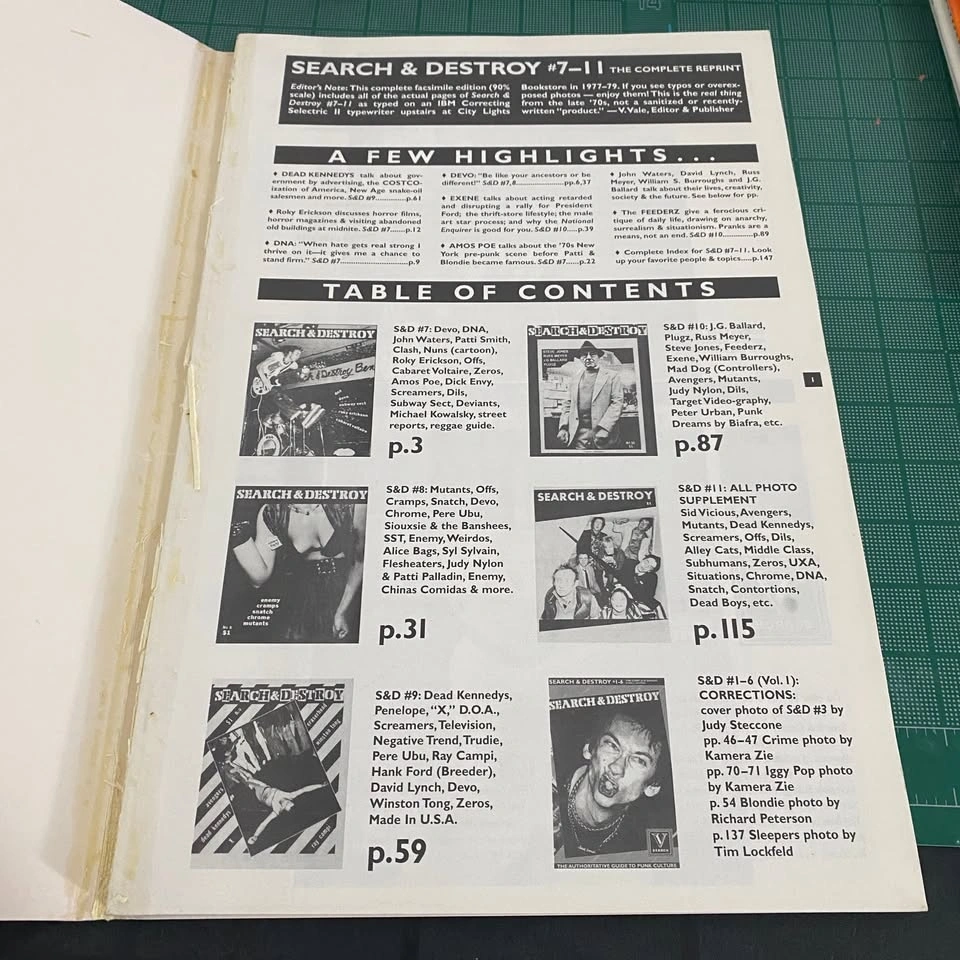 SEARCH & DESTROY #7–11 THE COMPLETE REPRINT
Editor's Note: This complete facsimile edition (90%
scale) includes all of the actual pages of Search &
Destroy #7–11 as typed on an IBM Correcting
Selectric II typewriter upstairs at City Lights
Bookstore in 1977–79. If you see typos or overex-
posed photos — enjoy them! This is the real thing
from the late '70s, not a sanitized or recently-
written "product." — V.Vale, Editor & Publisher
A FEW HIGHLIGHTS...
♦ DEAD KENNEDYS talk about gov-
ernment by advertising, the COSTCO-
ization of America, New Age snake-oil
salesmen and more. S&D #9..................p.61
♦ Roky Erickson discusses horror films,
horror magazines & visiting abandoned
old buildings at midnite. S&D #7......p.12
♦ DNA: "When hate gets real strong I
thrive on it—it gives me a chance to
stand firm." S&D #7........................p.9
♦ DEVO: "Be like your ancestors or be
different!" S&D #7,8................pp.6,37
♦ EXENE talks about acting retarded
and disrupting a rally for President
Ford; the thrift-store lifestyle; the male
art star process; and why the National
Enquirer is good for you. S&D #10.....p.39
♦ AMOS POE talks about the '70s New
York pre-punk scene before Patti &
Blondie became famous. S&D #7......p.22
♦ John Waters, David Lynch, Russ
Meyer, William S. Burroughs and J.G.
Ballard talk about their lives, creativity,
society & the future. See below for pp.
♦ The FEEDERZ give a ferocious cri-
tique of daily life, drawing on anarchy,
surrealism & situationism. Pranks are a
means, not an end. S&D #10............p.89
♦ Complete Index for S&D #7–11. Look
up your favorite people & topics.....p.147
TABLE OF CONTENTS
SEARCH & DESTROY
S&D #7: Devo, DNA,
John Waters, Patti Smith,
Clash, Nuns (cartoon),
Roky Erickson, Offs,
Cabaret Voltaire, Zeros,
Amos Poe, Dick Envy,
Screamers, Dils,
Subway Sect, Deviants,
Michael Kowalsky, street
reports, reggae guide.
p.3
SEARCH & DESTROY
STEVE JONES
RUSS MEYER
J G BALLARD
S&D #10: J.G. Ballard,
Plugz, Russ Meyer,
Steve Jones, Feederz,
Exene, William Burroughs,
Mad Dog (Controllers),
Avengers, Mutants,
Judy Nylon, Dils,
Target Video-graphy,
Peter Urban, Punk
Dreams by Biafra, etc.
p.87
1
SEARCH & DESTROY
enemy
cramps
snatch
chrome
mutants
$1
S&D #8: Mutants, Offs,
Cramps, Snatch, Devo,
Chrome, Pere Ubu,
Siouxsie & the Banshees,
SST, Enemy, Weirdos,
Alice Bags, Syl Sylvain,
Flesheaters, Judy Nylon
& Patti Palladin, Enemy,
Chinas Comidas & more.
p.31
SEARCH & DESTROY
S&D #11: ALL PHOTO
SUPPLEMENT
Sid Vicious, Avengers,
Mutants, Dead Kennedys,
Screamers, Offs, Dils,
Alley Cats, Middle Class,
Subhumans, Zeros, UXA,
Situations, Chrome, DNA,
Snatch, Contortions,
Dead Boys, etc.
p.115
SEARCH & DESTROY
winston tong
avengers
dead kennedys
ray campi
S&D #9: Dead Kennedys,
Penelope, "X," D.O.A.,
Screamers, Television,
Negative Trend, Trudie,
Pere Ubu, Ray Campi,
Hank Ford (Breeder),
David Lynch, Devo,
Winston Tong, Zeros,
Made In U.S.A.
p.59
SEARCH & DESTROY #1-6
SEARCH & DESTROY
V
SEARCH
THE AUTHORITATIVE GUIDE TO PUNK CULTURE
S&D #1–6 (Vol. 1):
CORRECTIONS:
cover photo of S&D #3 by
Judy Steccone
pp. 46–47 Crime photo by
Kamera Zie
pp. 70–71 Iggy Pop photo
by Kamera Zie
p. 54 Blondie photo by
Richard Peterson
p.137 Sleepers photo by
Tim Lockfeld